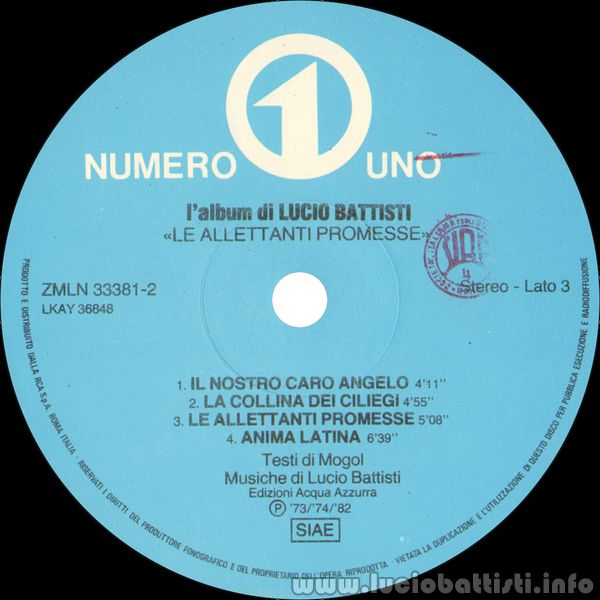 1
NUMERO UNO
l'album di LUCIO BATTISTI
«LE ALLETTANTI PROMESSE»
ZMLN 33381-2
LKAY 36848
Stereo - Lato 3
1. IL NOSTRO CARO ANGELO 4'11''
2. LA COLLINA DEI CILIEGI 4'55''
3. LE ALLETTANTI PROMESSE 5'08''
4. ANIMA LATINA 6'39''
Testi di Mogol
Musiche di Lucio Battisti
Edizioni Acqua Azzurra
Ⓟ '73/'74/'82
SIAE
PRODOTTO E DISTRIBUITO DALLA RCA S.p.A. ROMA ITALIA - RISERVATI I DIRITTI DEL PRODUTTORE FONOGRAFICO E DEL PROPRIETARIO DELL'OPERA RIPRODOTTA - VIETATA LA DUPLICAZIONE E L'UTILIZZAZIONE DI QUESTO DISCO PER PUBBLICA ESECUZIONE E RADIODIFFUSIONE
SOCIETÀ ITALIANA
www.luciobattisti.info